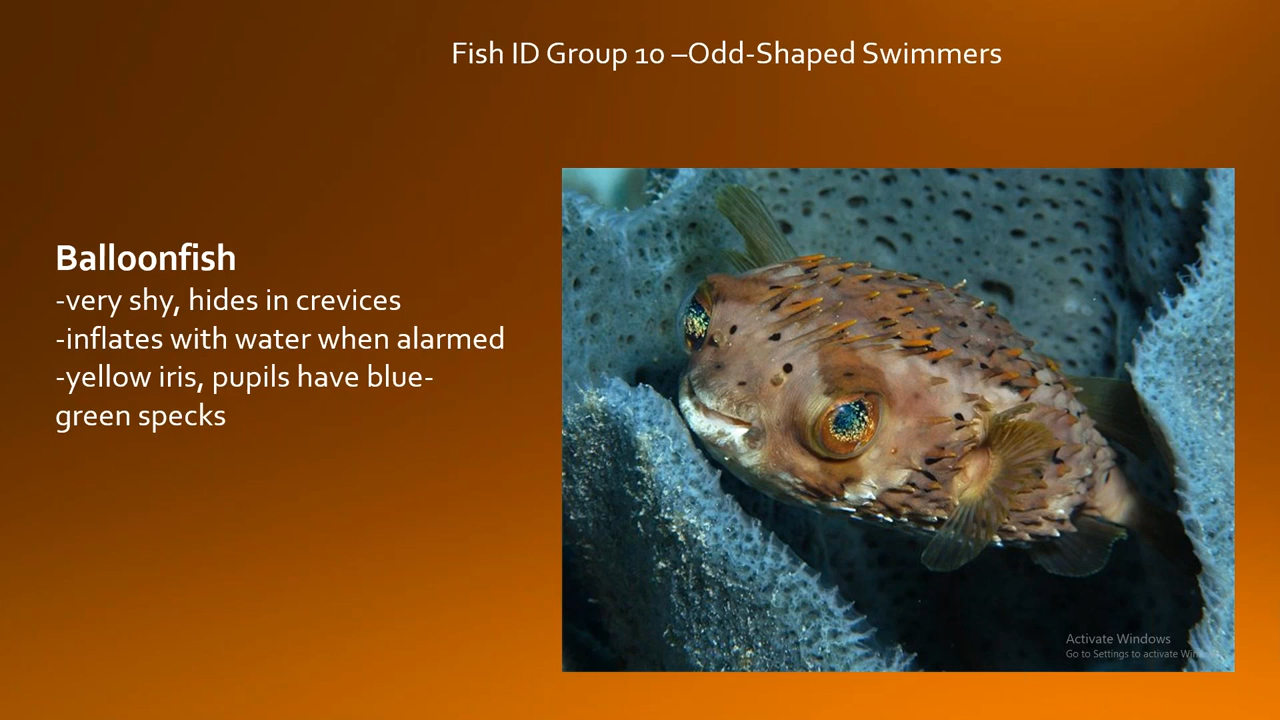 Fish ID Group 10 –Odd-Shaped Swimmers
Balloonfish
-very shy, hides in crevices
-inflates with water when alarmed
-yellow iris, pupils have blue-
green specks
Activate Windows
Go to Settings to activate